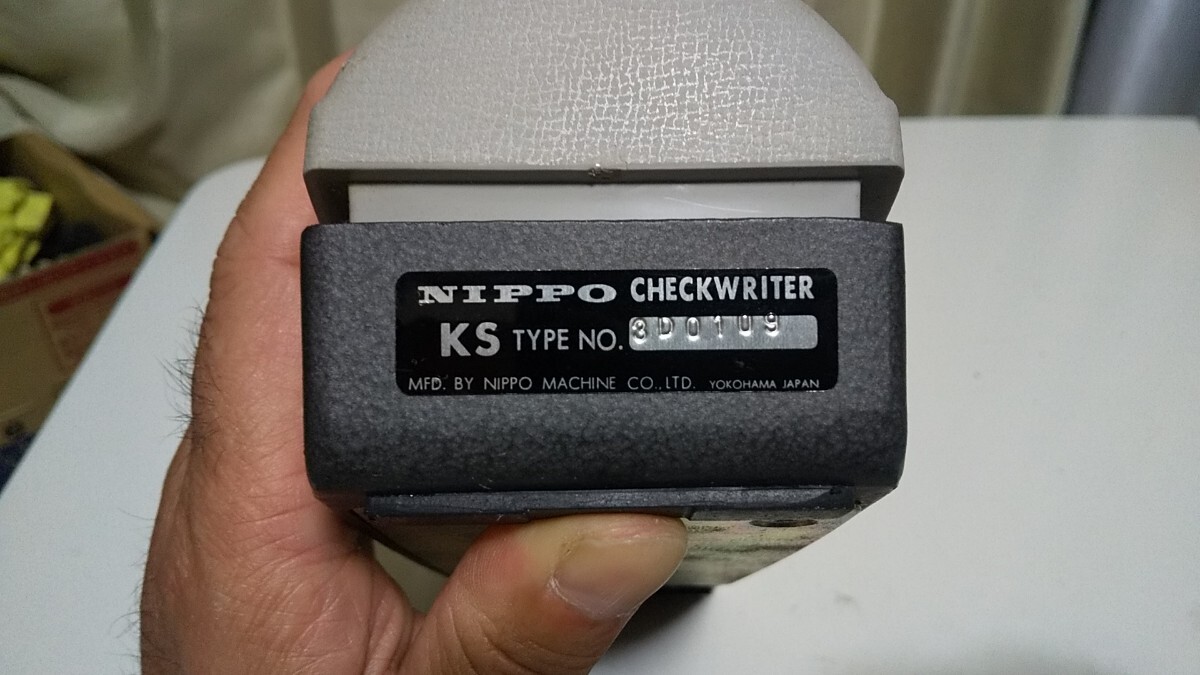 NIPPO CHECKWRITER
KS TYPE NO. 3D0109
MFD. BY NIPPO MACHINE CO., LTD. YOKOHAMA JAPAN